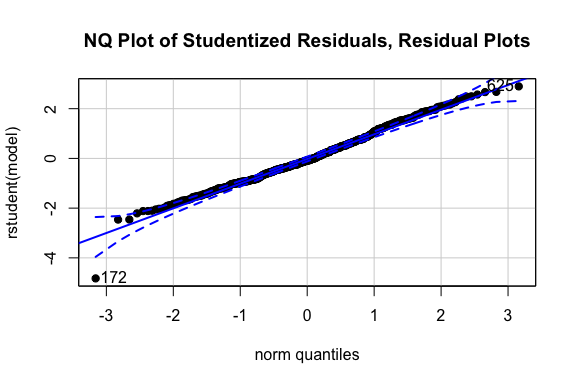 NQ Plot of Studentized Residuals, Residual Plots
625
2
0
-2
-4
rstudent(model)
172
-3 -2 -1 0 1 2 3
norm quantiles